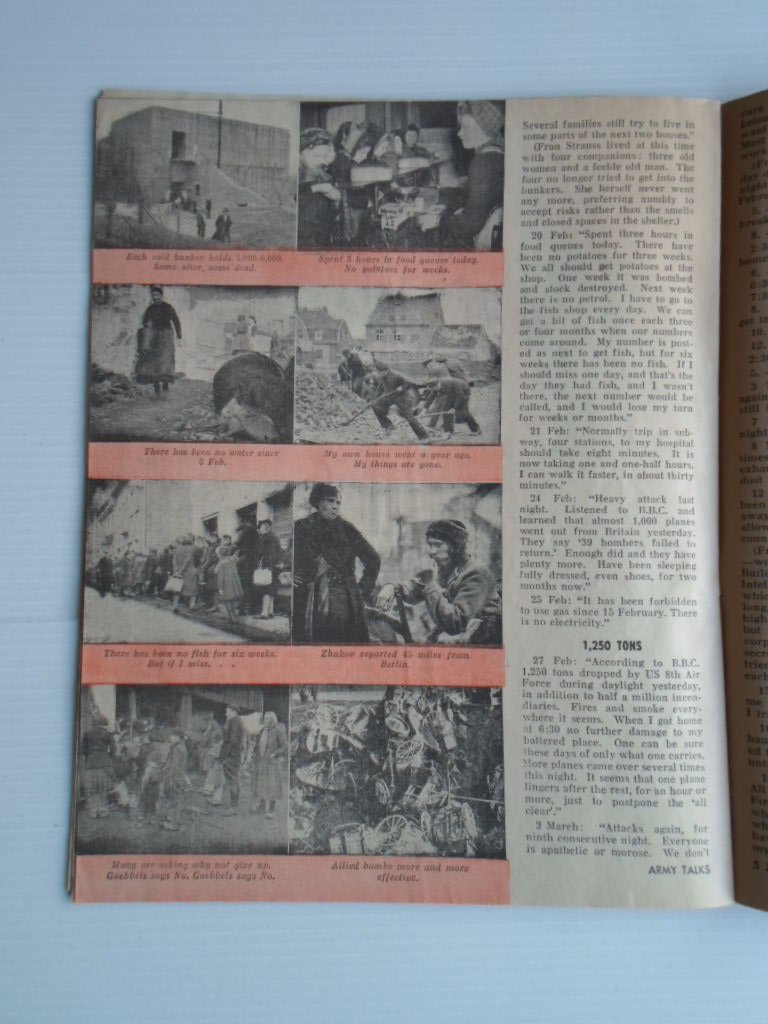 Each raid bunker holds 5,000-6,000.
Some alive, some dead.
Spent 3 hours in food queues today.
No potatoes for weeks.
There has been no water since
3 Feb.
My own house went a year ago.
My things are gone.
There has been no fish for six weeks.
But if I miss. . .
Zhukov reported 45 miles from
Berlin.
Many are asking why not give up.
Goebbels says No. Goebbels says No.
Allied bombs more and more
effective.
Several families still try to live in
some parts of the next two houses."
(Frau Strauss lived at this time
with four companions: three old
women and a feeble old man. The
four no longer tried to get into the
bunkers. She herself never went
any more, preferring numbly to
accept risks rather than the smells
and closed spaces in the shelter.)
20 Feb: "Spent three hours in
food queues today. There have
been no potatoes for three weeks.
We all should get potatoes at the
shop. One week it was bombed
and stock destroyed. Next week
there is no petrol. I have to go to
the fish shop every day. We can
get a bit of fish once each three
or four months when our numbers
come around. My number is post-
ed as next to get fish, but for six
weeks there has been no fish. If I
should miss one day, and that's the
day they had fish, and I wasn't
there, the next number would be
called, and I would lose my turn
for weeks or months."
21 Feb: "Normally trip in sub-
way, four stations, to my hospital
should take eight minutes. It is
now taking one and one-half hours.
I can walk it faster, in about thirty
minutes."
24 Feb: "Heavy attack last
night. Listened to B.B.C. and
learned that almost 1,000 planes
went out from Britain yesterday.
They say '39 bombers failed to
return.' Enough did and they have
plenty more. Have been sleeping
fully dressed, even shoes, for two
months now."
25 Feb: "It has been forbidden
to use gas since 15 February. There
is no electricity."
1,250 TONS
27 Feb: "According to B.B.C.
1,250 tons dropped by US 8th Air
Force during daylight yesterday,
in addition to half a million incen-
diaries. Fires and smoke every-
where it seems. When I got home
at 6:30 no further damage to my
battered place. One can be sure
these days of only what one carries.
More planes came over several times
this night. It seems that one plane
lingers after the rest, for an hour or
more, just to postpone the 'all
clear'."
2 March: "Attacks again, for
ninth consecutive night. Everyone
is apathetic or morose. We don't
ARMY TALKS